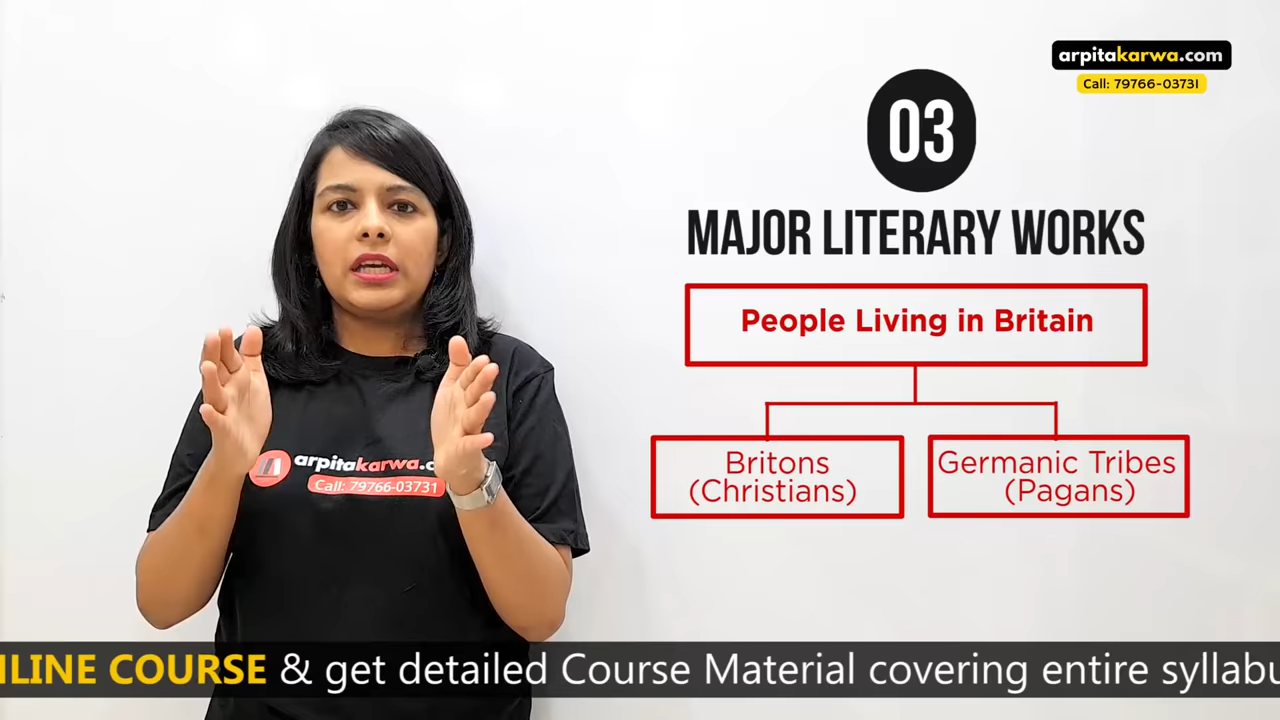 arpitakarwa.com
Call: 79766-03731
03
MAJOR LITERARY WORKS
People Living in Britain
Britons
(Christians)
Germanic Tribes
(Pagans)
arpitakarwa.c
Call: 79766-03731
NLINE COURSE & get detailed Course Material covering entire syllabu